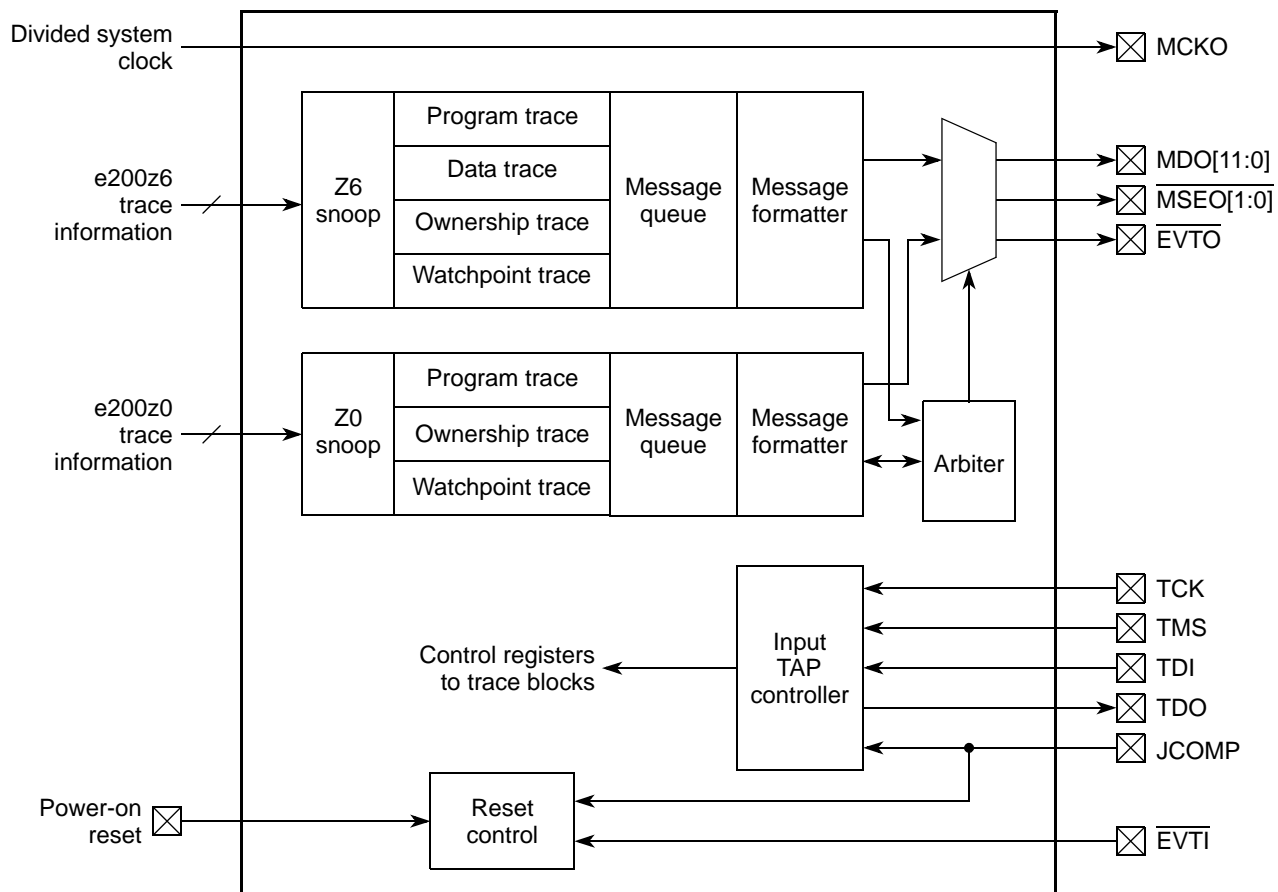 Divided system
clock
MCKO
Program trace
Data trace
Ownership trace
Watchpoint trace
Z6
snoop
Message
queue
Message
formatter
e200z6
trace
information
MDO[11:0]
MSEO[1:0]
EVTO
Program trace
Ownership trace
Watchpoint trace
Z0
snoop
Message
queue
Message
formatter
e200z0
trace
information
Arbiter
TCK
TMS
TDI
TDO
JCOMP
Input
TAP
controller
Control registers
to trace blocks
Power-on
reset
Reset
control
EVTI